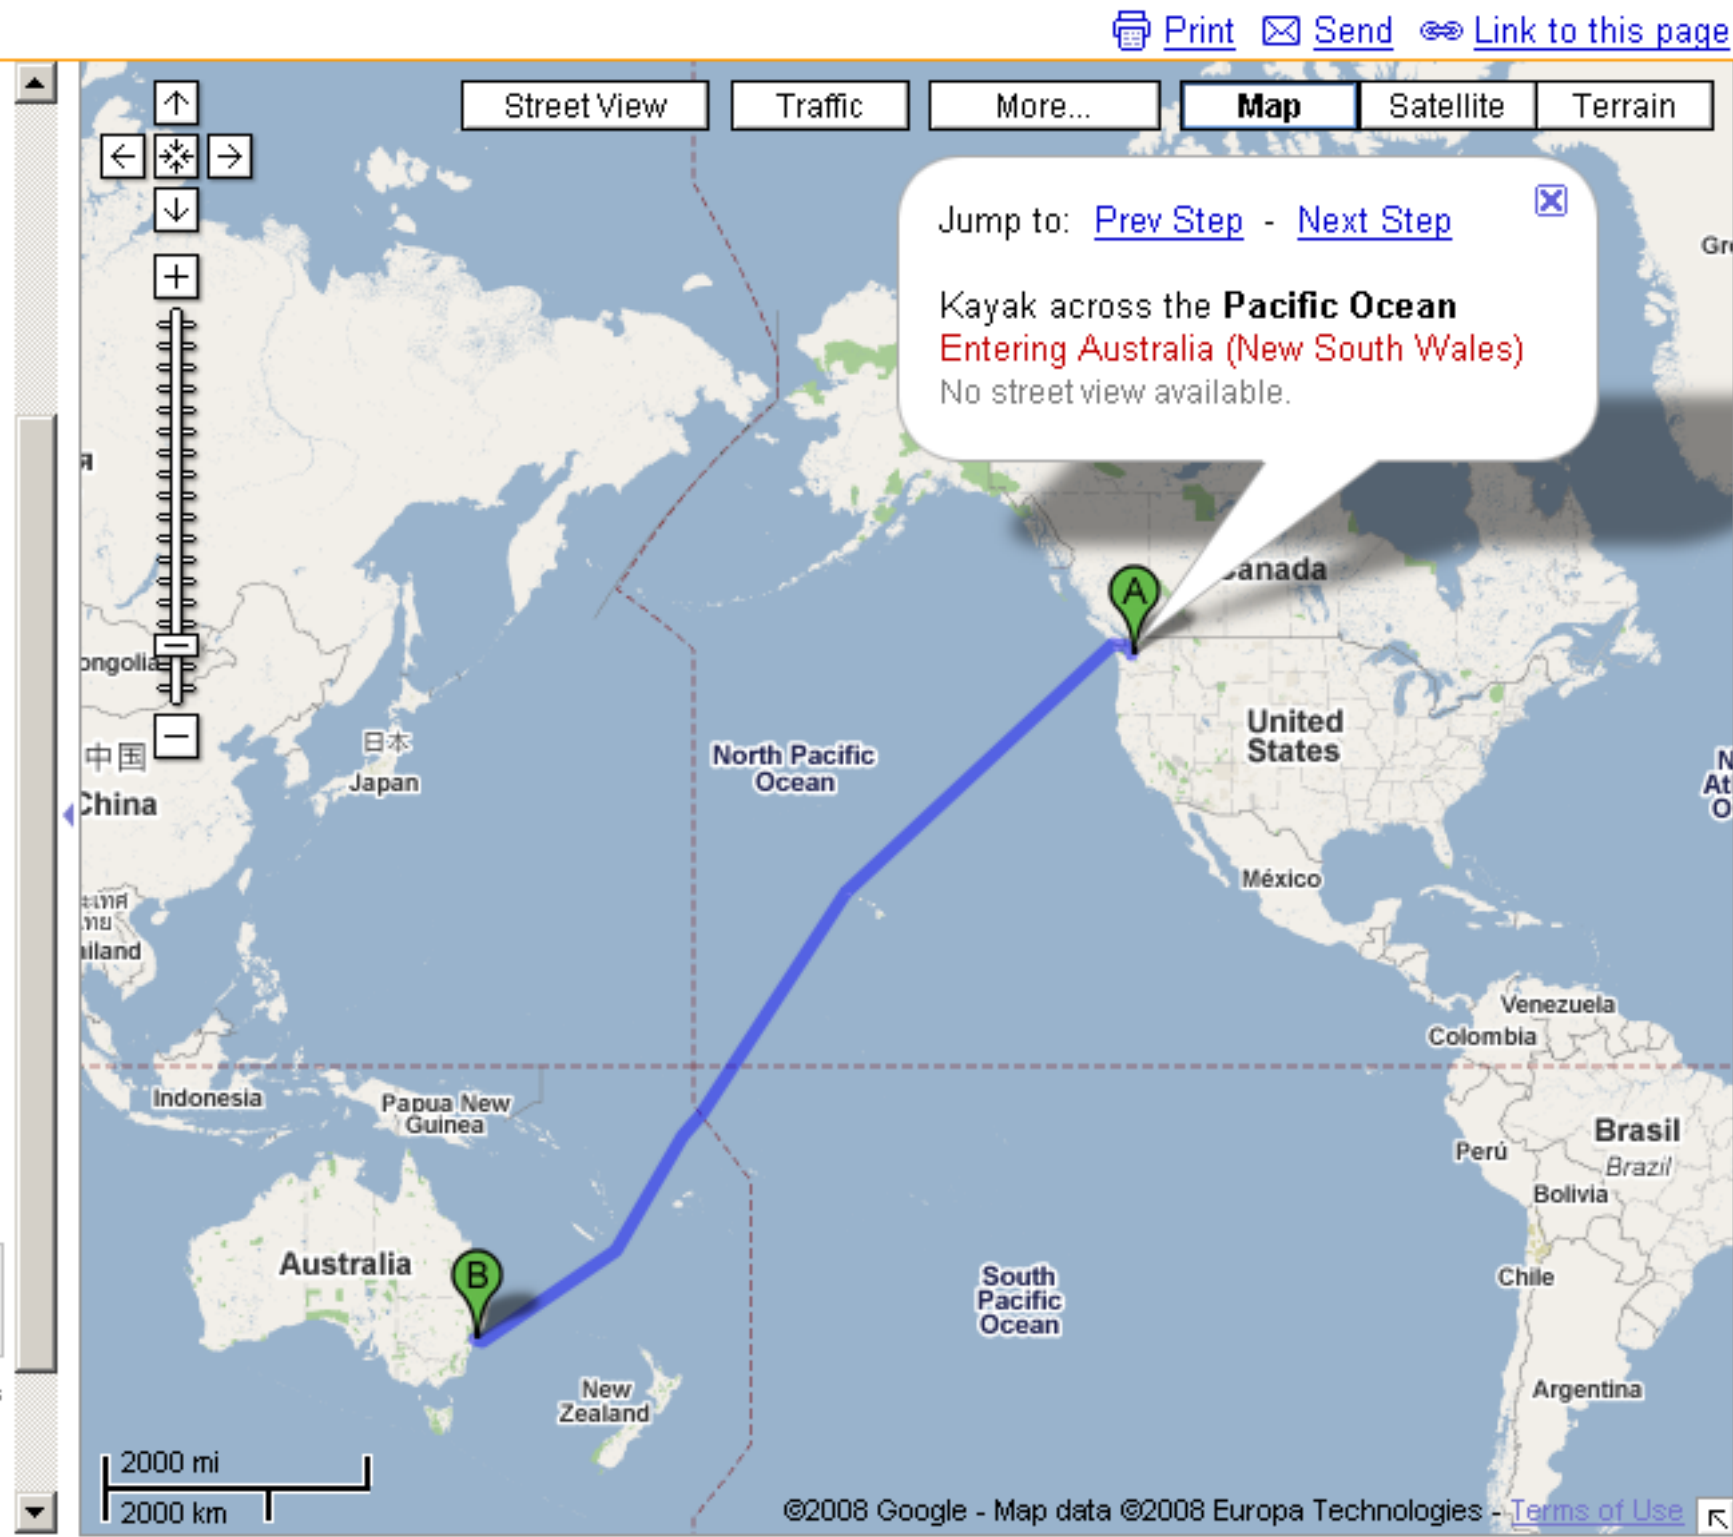 Print Send Link to this page
Street View Traffic More... Map Satellite Terrain
Jump to: Prev Step - Next Step
Kayak across the Pacific Ocean
Entering Australia (New South Wales)
No street view available.
A
Canada
United
States
North Pacific
Ocean
中国
China
日本
Japan
México
Venezuela
Colombia
Indonesia
Papua New
Guinea
Perú
Brasil
Brazil
Bolivia
Australia
B
South
Pacific
Ocean
Chile
New
Zealand
Argentina
2000 mi
2000 km
©2008 Google - Map data ©2008 Europa Technologies - Terms of Use